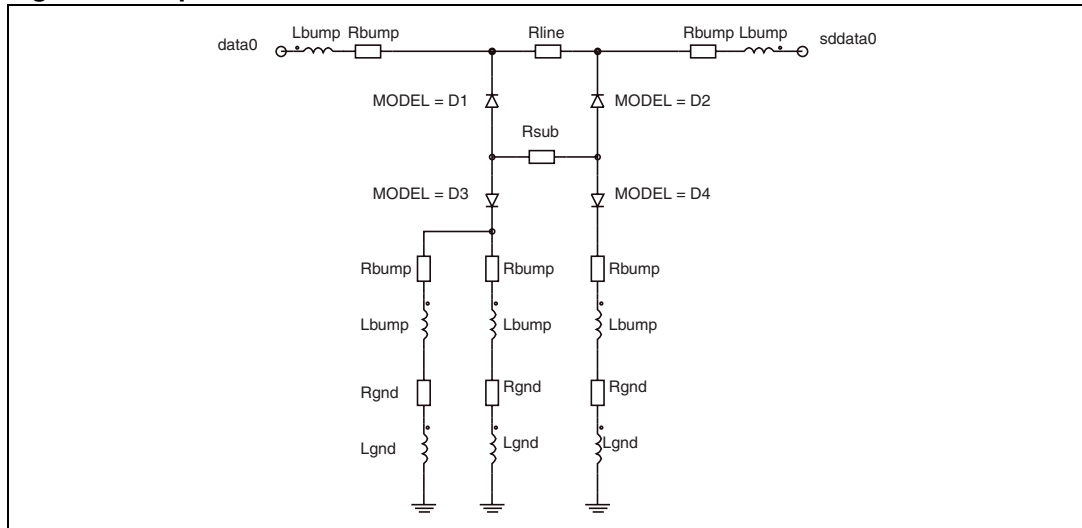 Lbump Rbump Rline Rbump Lbump
data0 sddata0
MODEL = D1 MODEL = D2
Rsub
MODEL = D3 MODEL = D4
Rbump Rbump Rbump
Lbump Lbump Lbump
Rgnd Rgnd Rgnd
Lgnd Lgnd Lgnd